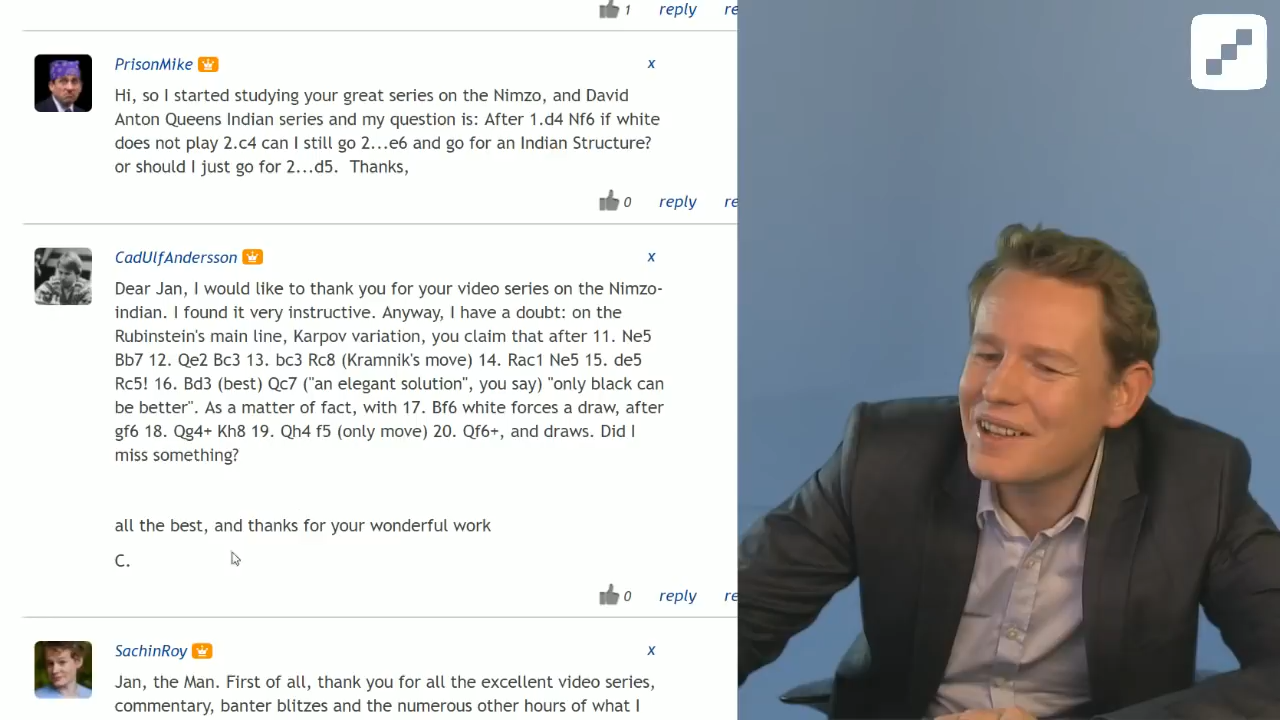 1 reply re
PrisonMike x
Hi, so I started studying your great series on the Nimzo, and David
Anton Queens Indian series and my question is: After 1.d4 Nf6 if white
does not play 2.c4 can I still go 2...e6 and go for an Indian Structure?
or should I just go for 2...d5.  Thanks,
0 reply re
CadUlfAndersson x
Dear Jan, I would like to thank you for your video series on the Nimzo-
indian. I found it very instructive. Anyway, I have a doubt: on the
Rubinstein's main line, Karpov variation, you claim that after 11. Ne5
Bb7 12. Qe2 Bc3 13. bc3 Rc8 (Kramnik's move) 14. Rac1 Ne5 15. de5
Rc5! 16. Bd3 (best) Qc7 ("an elegant solution", you say) "only black can
be better". As a matter of fact, with 17. Bf6 white forces a draw, after
gf6 18. Qg4+ Kh8 19. Qh4 f5 (only move) 20. Qf6+, and draws. Did I
miss something?
all the best, and thanks for your wonderful work
C.
0 reply re
SachinRoy x
Jan, the Man. First of all, thank you for all the excellent video series,
commentary, banter blitzes and the numerous other hours of what I